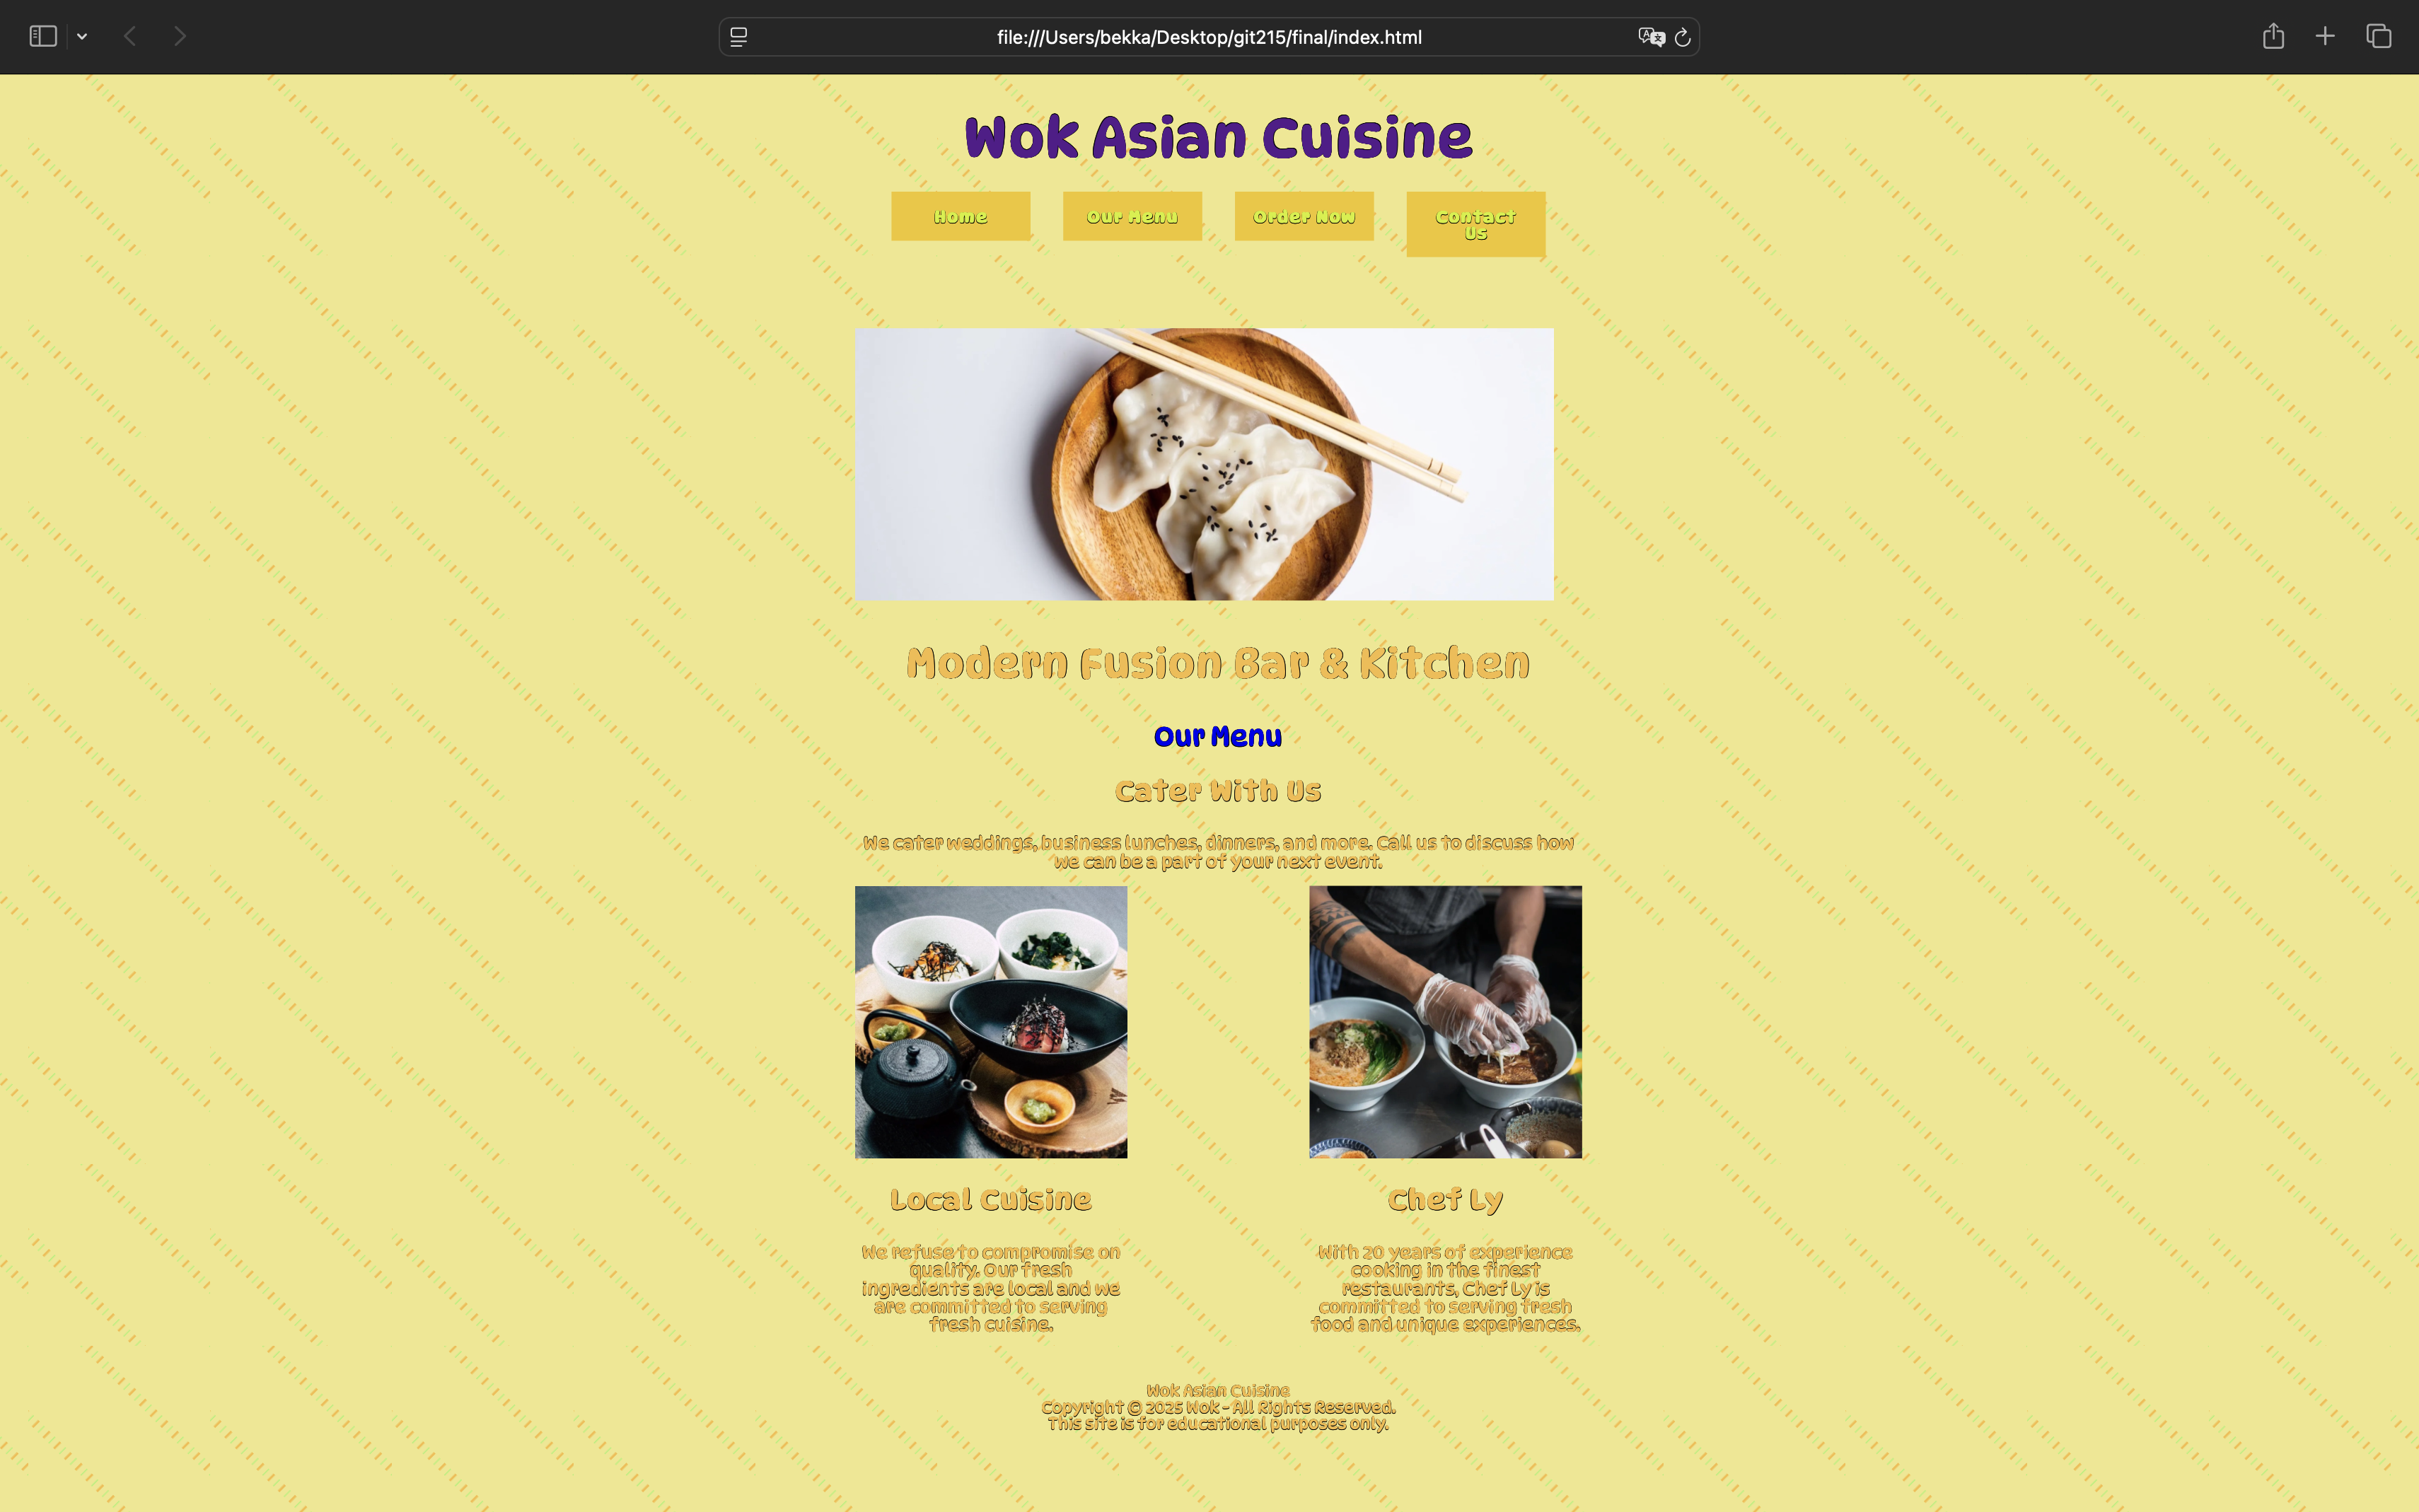 file:///Users/bekka/Desktop/git215/final/index.html
Wok Asian Cuisine
Home
Our Menu
Order Now
Contact
Us
Modern Fusion Bar & Kitchen
Our Menu
Cater With Us
We cater weddings, business lunches, dinners, and more. Call us to discuss how
we can be a part of your next event.
Local Cuisine
We refuse to compromise on
quality. Our fresh
ingredients are local and we
are committed to serving
fresh cuisine.
Chef Ly
With 20 years of experience
cooking in the finest
restaurants, Chef Ly is
committed to serving fresh
food and unique experiences.
Wok Asian Cuisine
Copyright © 2025 Wok - All Rights Reserved.
This site is for educational purposes only.